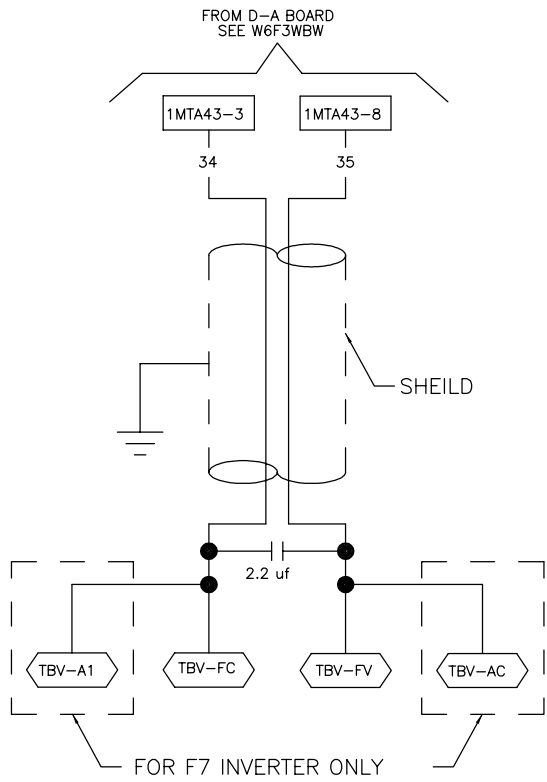 FROM D-A BOARD
SEE W6F3WBW
1MTA43-3
1MTA43-8
34
35
SHEILD
2.2 uf
TBV-A1
TBV-FC
TBV-FV
TBV-AC
FOR F7 INVERTER ONLY